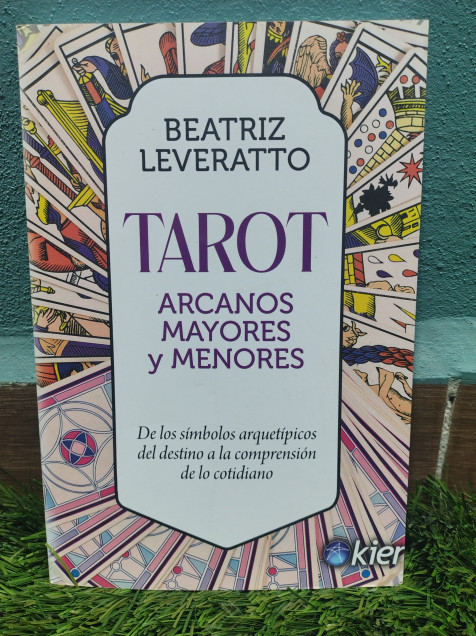 BEATRIZ
LEVERATTO
TAROT
ARCANOS
MAYORES
y MENORES
De los símbolos arquetípicos
del destino a la comprensión
de lo cotidiano
kier